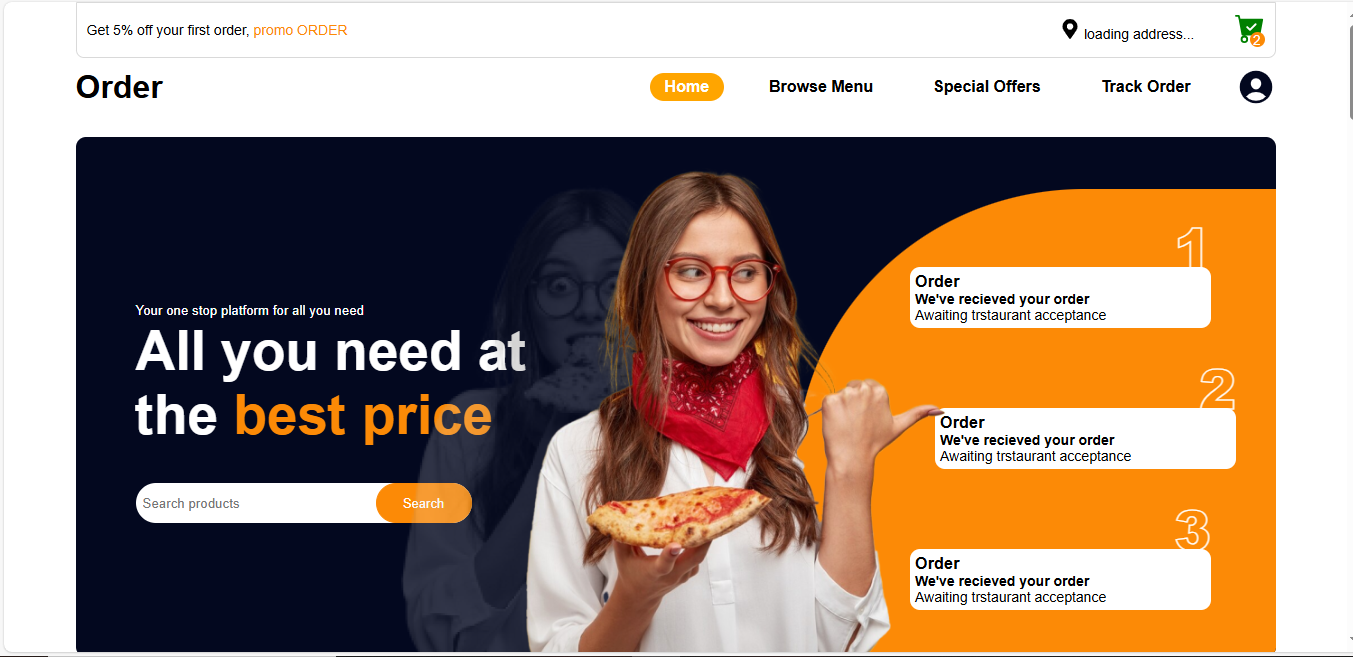 Get 5% off your first order, promo ORDER
loading address...
2
Order
Home
Browse Menu
Special Offers
Track Order
Your one stop platform for all you need
All you need at
the best price
Search products
Search
1
Order
We've recieved your order
Awaiting trstaurant acceptance
2
Order
We've recieved your order
Awaiting trstaurant acceptance
3
Order
We've recieved your order
Awaiting trstaurant acceptance